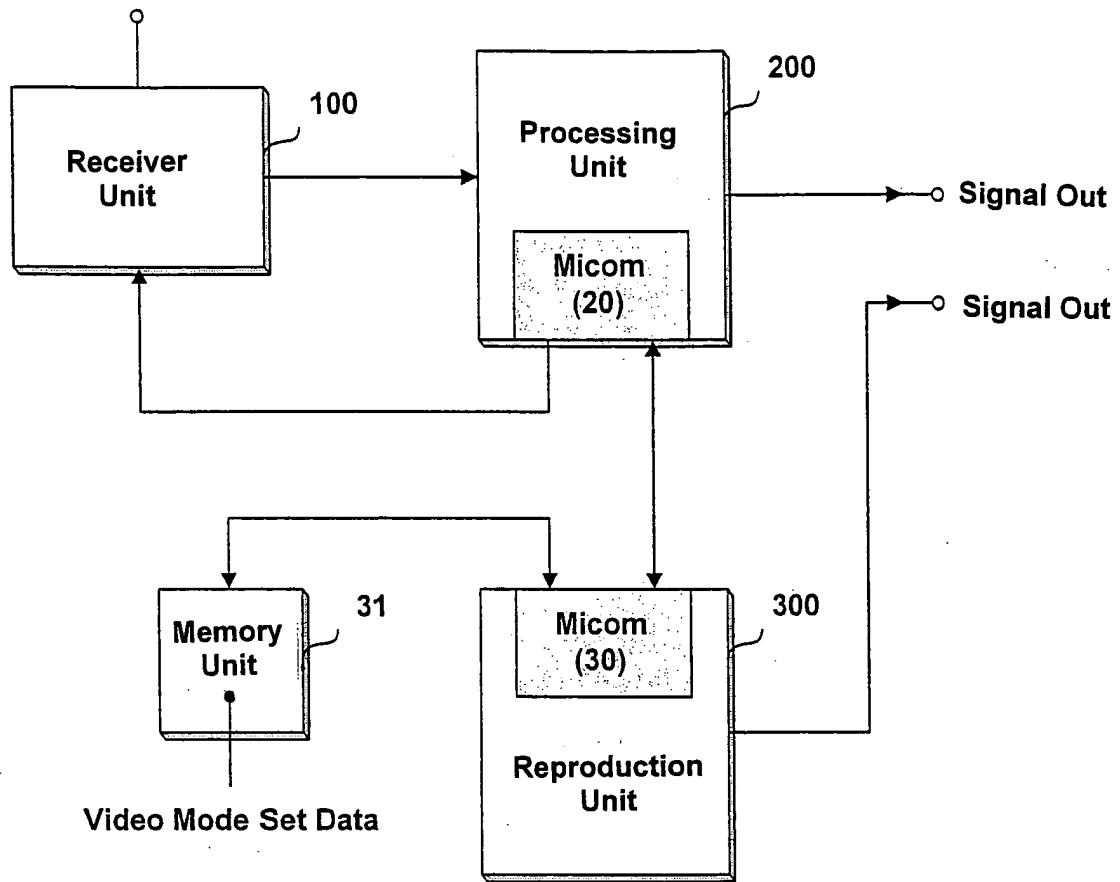 200
100
Processing
Unit
Receiver
Unit
Signal Out
Micom
(20)
Signal Out
31
300
Memory
Unit
Micom
(30)
Reproduction
Unit
Video Mode Set Data